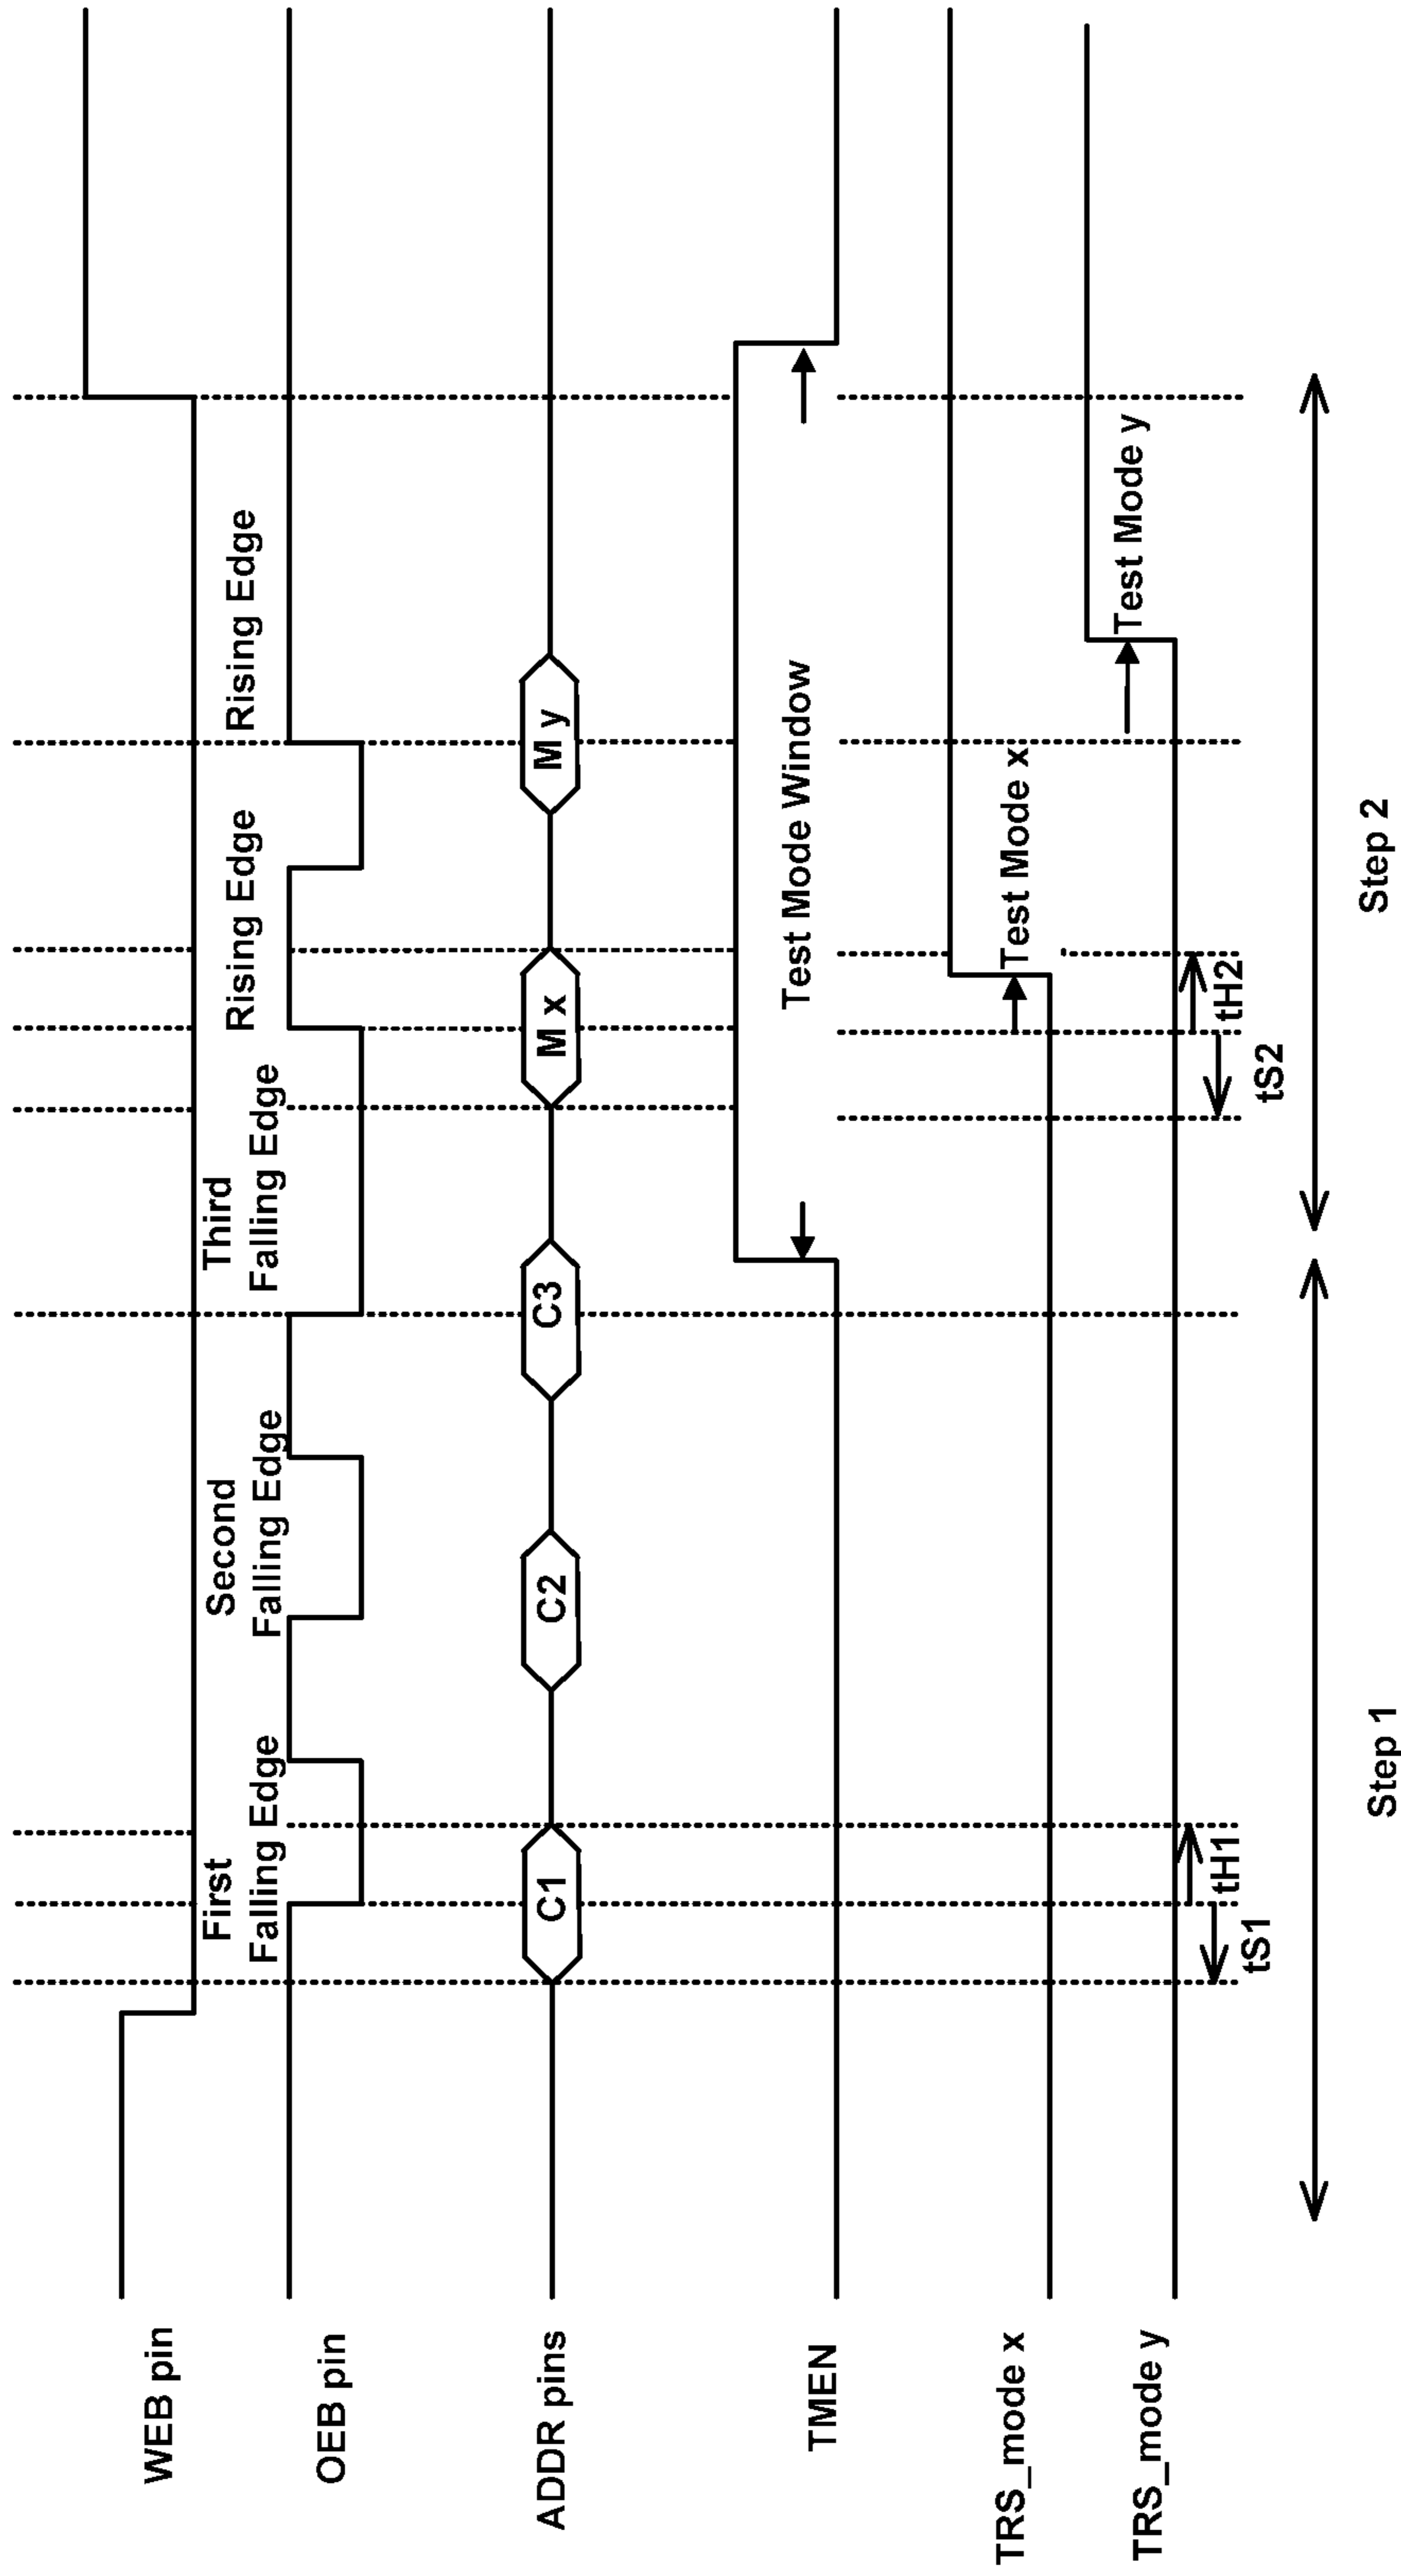 WEB pin
First
Falling Edge
Second
Falling Edge
Third
Falling Edge
Rising Edge
Rising Edge
OEB pin
ADDR pins
C1
C2
C3
M x
M y
TMEN
Test Mode Window
TRS_mode x
Test Mode x
TRS_mode y
Test Mode y
tS1
tH1
tS2
tH2
Step 1
Step 2